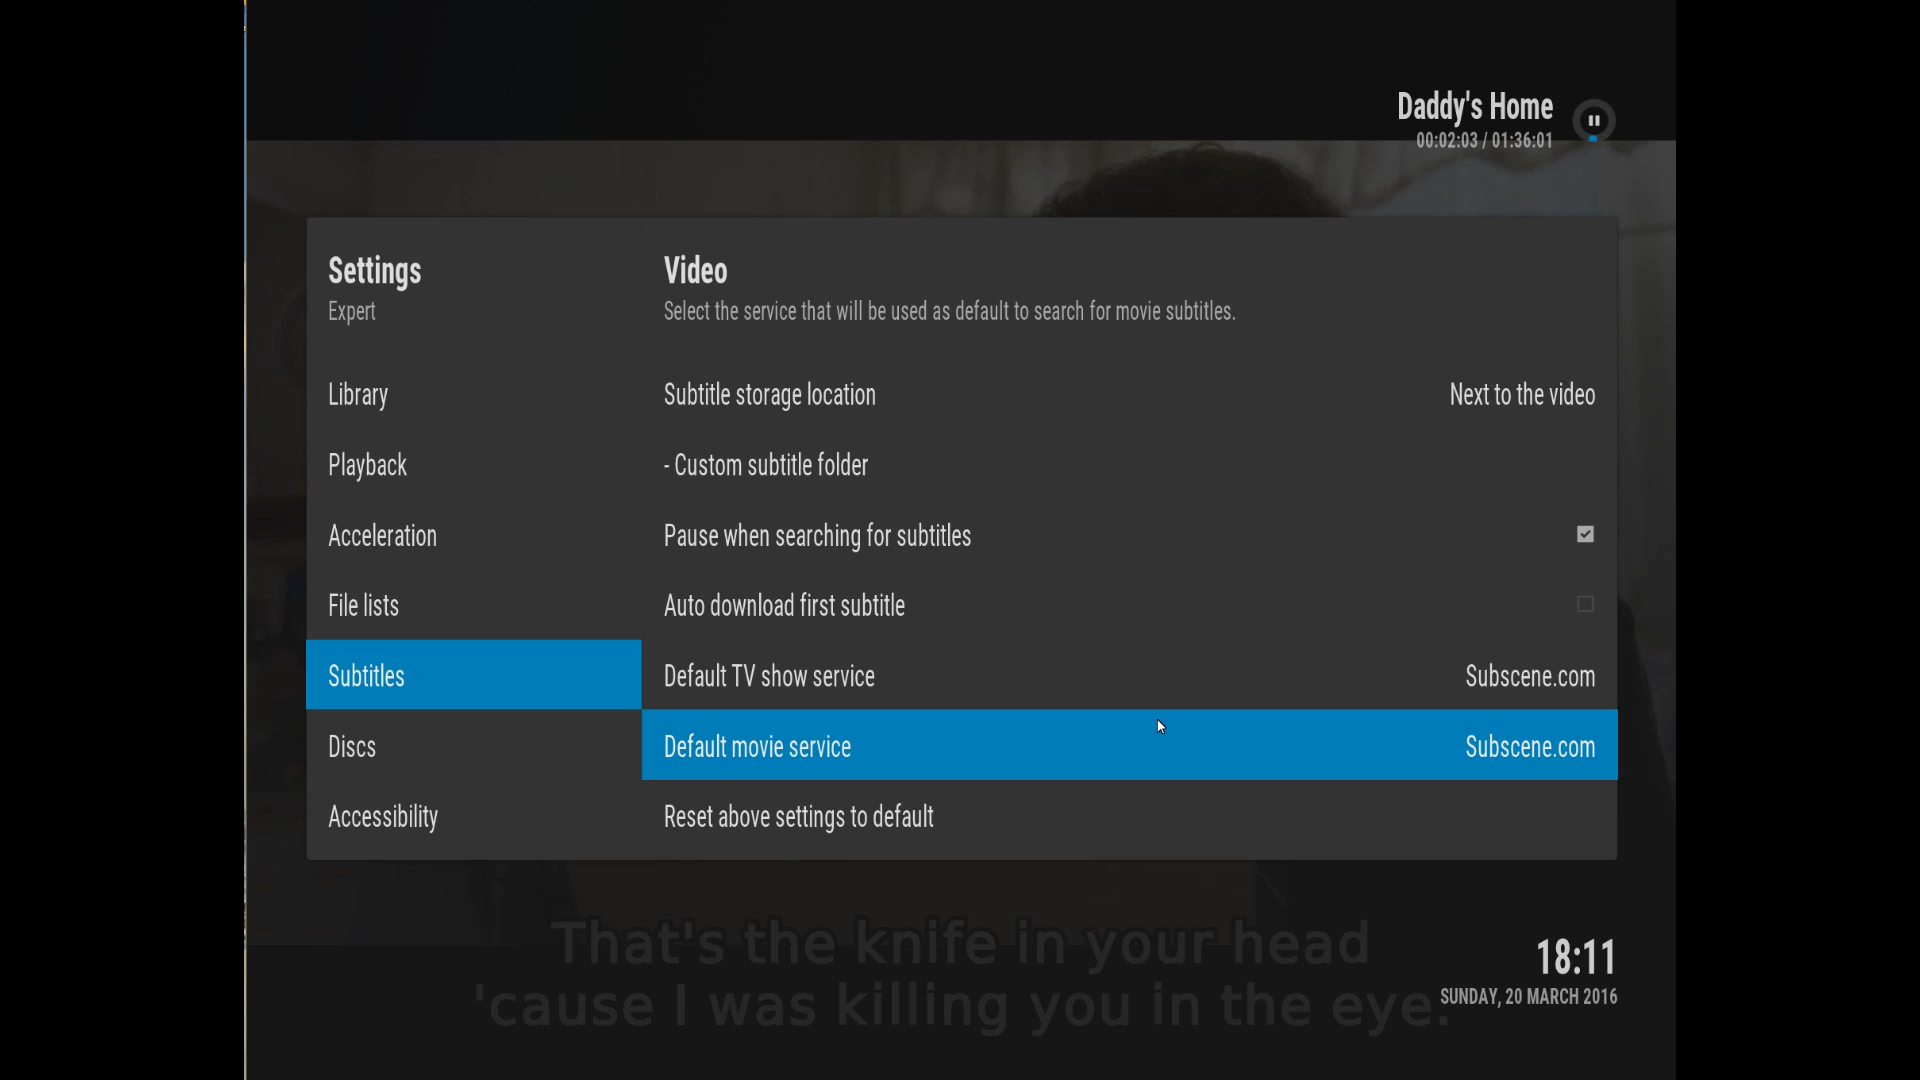 Daddy's Home
00:02:03 / 01:36:01
Settings
Expert
Library
Playback
Acceleration
File lists
Subtitles
Discs
Accessibility
Video
Select the service that will be used as default to search for movie subtitles.
Subtitle storage location Next to the video
- Custom subtitle folder
Pause when searching for subtitles
Auto download first subtitle
Default TV show service Subscene.com
Default movie service Subscene.com
Reset above settings to default
That's the knife in your head
'cause I was killing you in the eye.
18:11
SUNDAY, 20 MARCH 2016